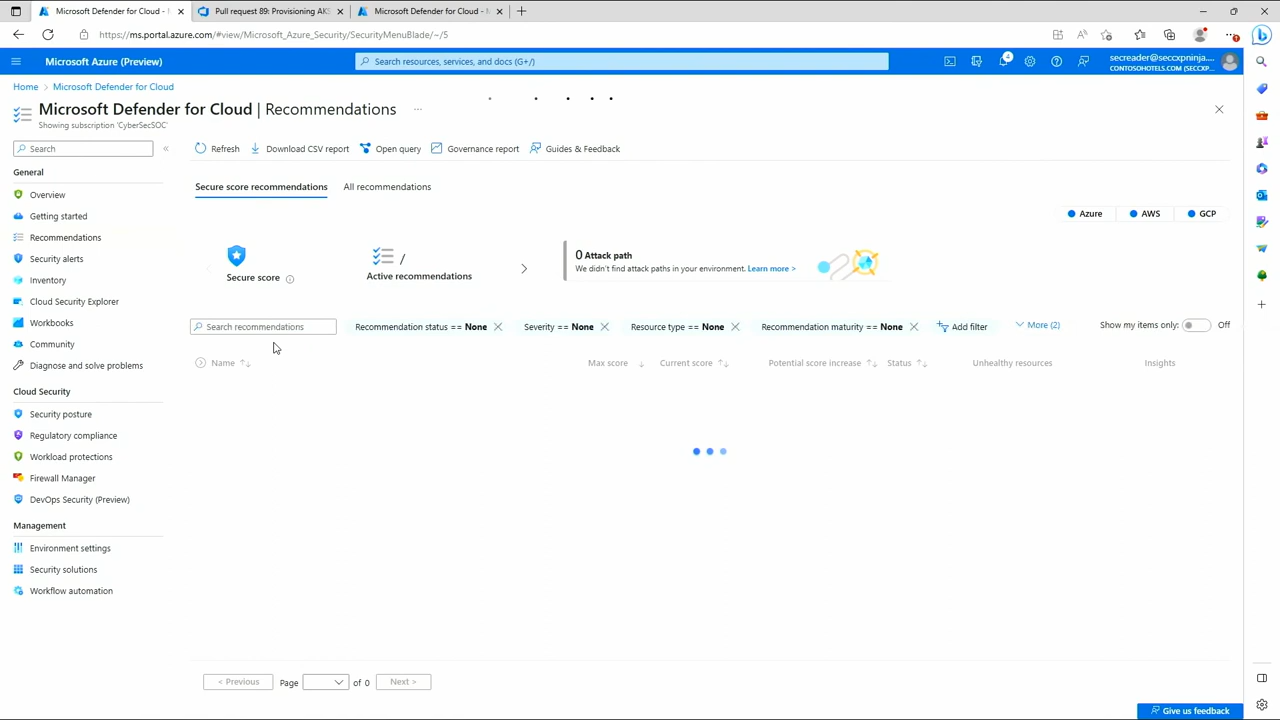 Microsoft Defender for Cloud - 
Pull request 89: Provisioning AKS
Microsoft Defender for Cloud - M
https://ms.portal.azure.com/#view/Microsoft_Azure_Security/SecurityMenuBlade/~/5
Microsoft Azure (Preview)
Search resources, services, and docs (G+/)
4
secreader@seccxpninja....
CONTOSOHOTELS.COM (SECCXP...
Home > Microsoft Defender for Cloud >
Microsoft Defender for Cloud | Recommendations ...
Showing subscription 'CyberSecSOC'
Search
«
Refresh Download CSV report Open query Governance report Guides & Feedback
General
Overview
Getting started
Recommendations
Security alerts
Inventory
Cloud Security Explorer
Workbooks
Community
Diagnose and solve problems
Cloud Security
Security posture
Regulatory compliance
Workload protections
Firewall Manager
DevOps Security (Preview)
Management
Environment settings
Security solutions
Workflow automation
Secure score recommendations All recommendations
Azure AWS GCP
Secure score
/
Active recommendations
0 Attack path
We didn't find attack paths in your environment. Learn more >
Search recommendations
Recommendation status == None
Severity == None
Resource type == None
Recommendation maturity == None
Add filter
More (2)
Show my items only: Off
Name Max score Current score Potential score increase Status Unhealthy resources Insights
< Previous Page of 0 Next >
Give us feedback